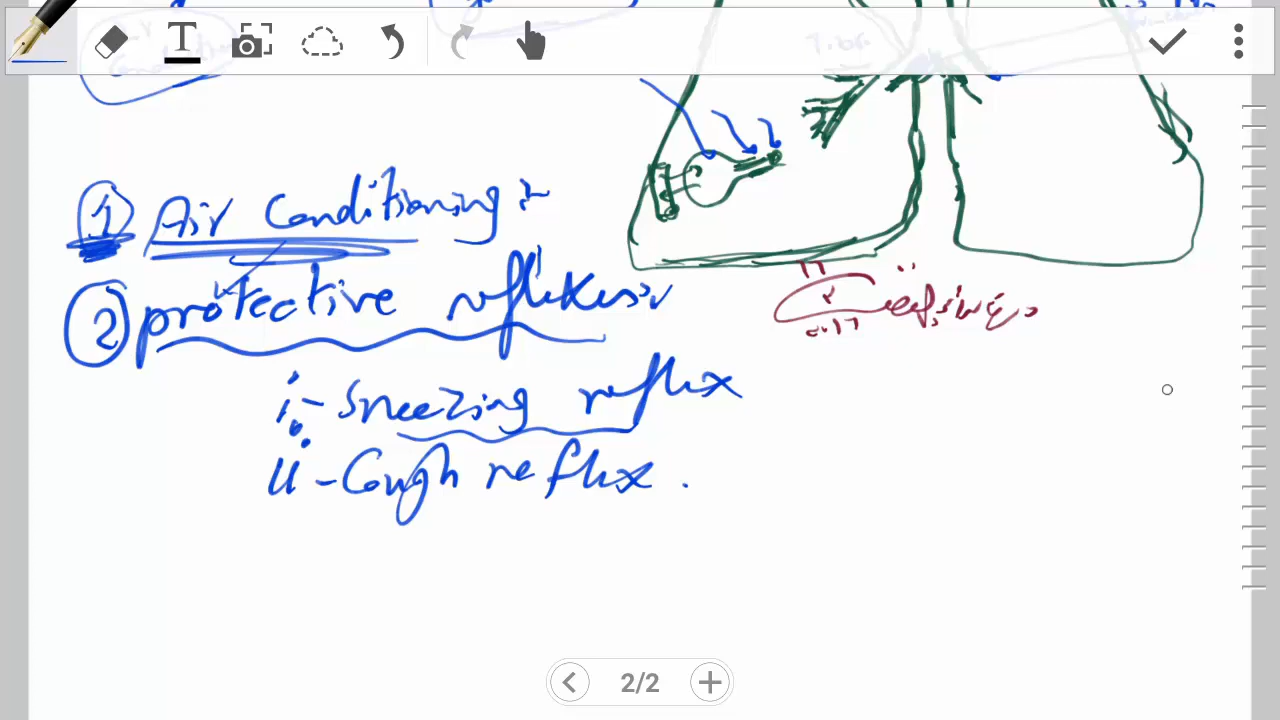 1 Air Conditioning :-
2 protective reflexes :-
i - Sneezing reflex
ii - Cough reflex .
2/2